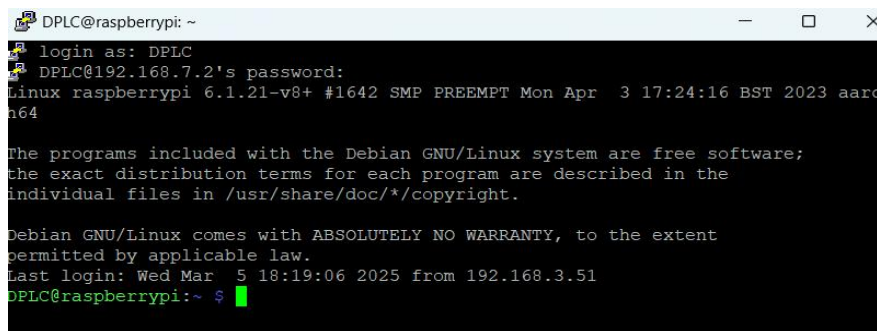 DPLC@raspberrypi: ~
login as: DPLC
DPLC@192.168.7.2's password:
Linux raspberrypi 6.1.21-v8+ #1642 SMP PREEMPT Mon Apr  3 17:24:16 BST 2023 aarc
h64
The programs included with the Debian GNU/Linux system are free software;
the exact distribution terms for each program are described in the
individual files in /usr/share/doc/*/copyright.
Debian GNU/Linux comes with ABSOLUTELY NO WARRANTY, to the extent
permitted by applicable law.
Last login: Wed Mar  5 18:19:06 2025 from 192.168.3.51
DPLC@raspberrypi:~ $